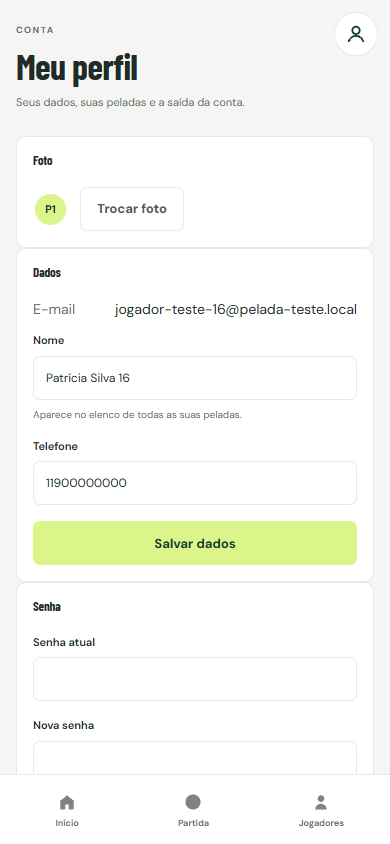 CONTA
Meu perfil
Seus dados, suas peladas e a saída da conta.
Foto
P1
Trocar foto
Dados
E-mail jogador-teste-16@pelada-teste.local
Nome
Patrícia Silva 16
Aparece no elenco de todas as suas peladas.
Telefone
11900000000
Salvar dados
Senha
Senha atual
Nova senha
Início Partida Jogadores